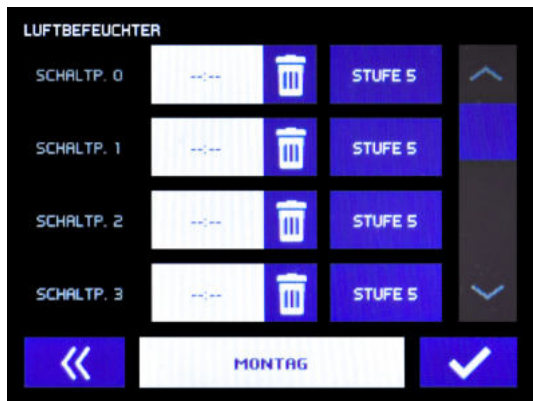 LUFTBEFEUCHTER
SCHALTP. 0 --:-- STUFE 5
SCHALTP. 1 --:-- STUFE 5
SCHALTP. 2 --:-- STUFE 5
SCHALTP. 3 --:-- STUFE 5
MONTAG